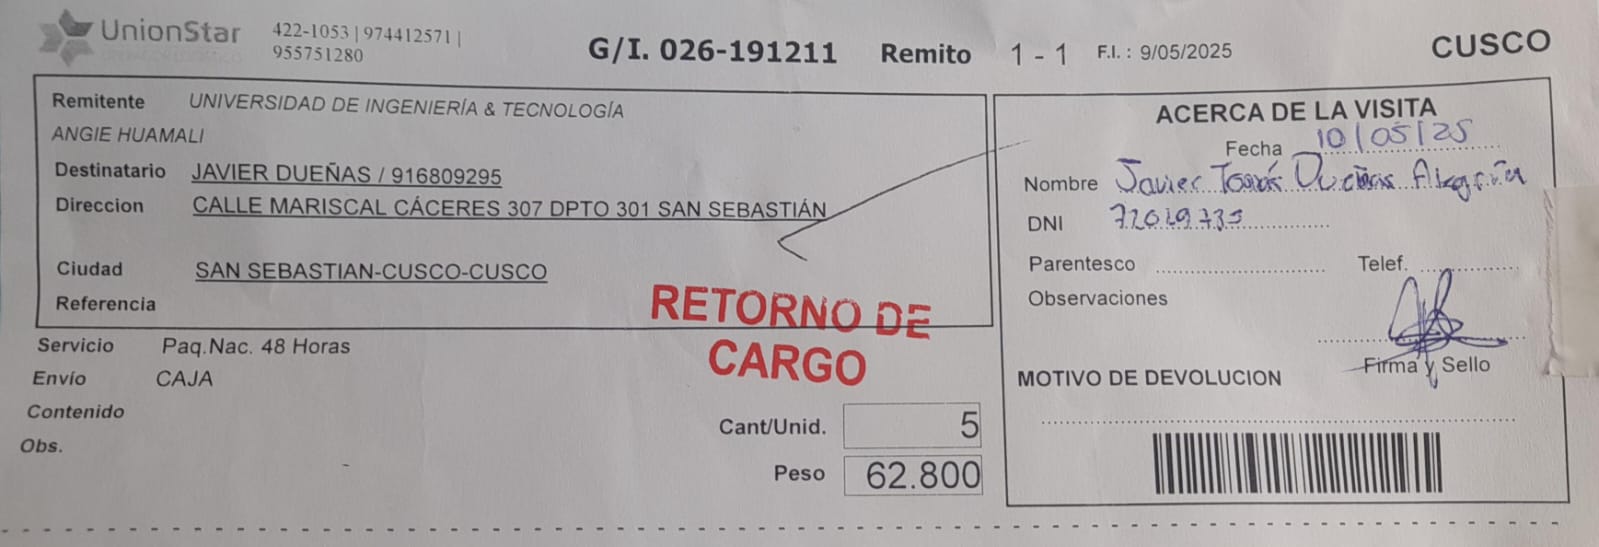 UnionStar
422-1053 | 974412571 |
955751280
G/I. 026-191211 Remito 1 - 1 F.I. : 9/05/2025
CUSCO
Remitente UNIVERSIDAD DE INGENIERÍA & TECNOLOGÍA
ANGIE HUAMALI
Destinatario JAVIER DUEÑAS / 916809295
Direccion CALLE MARISCAL CÁCERES 307 DPTO 301 SAN SEBASTIÁN
Ciudad SAN SEBASTIAN-CUSCO-CUSCO
Referencia
Servicio Paq.Nac. 48 Horas
Envío CAJA
Contenido
Obs.
RETORNO DE
CARGO
Cant/Unid. 5
Peso 62.800
ACERCA DE LA VISITA
Fecha 10/05/25
Nombre Javier Tomás Dueñas Alegría
DNI
Parentesco Telef.
Observaciones
Firma y Sello
MOTIVO DE DEVOLUCION